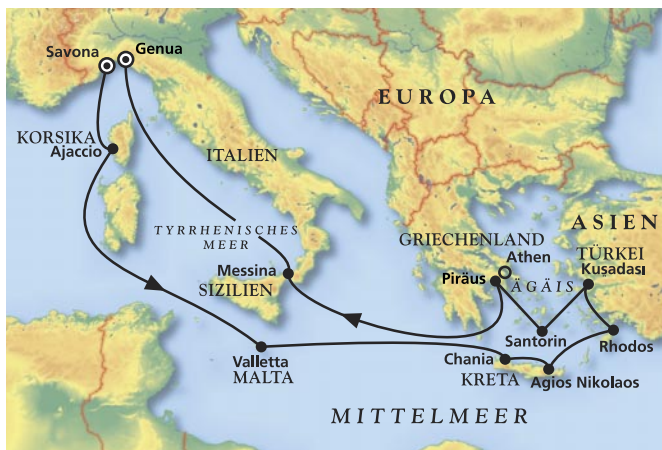 Savona
Genua
EUROPA
KORSIKA
Ajaccio
ITALIEN
ASIEN
TYRRHENISCHES
MEER
GRIECHENLAND
Athen
TÜRKEI
Kusadası
Messina
SIZILIEN
Piräus
ÄGÄIS
Santorin
Rhodos
Valletta
MALTA
Chania
KRETA
Agios Nikolaos
MITTELMEER